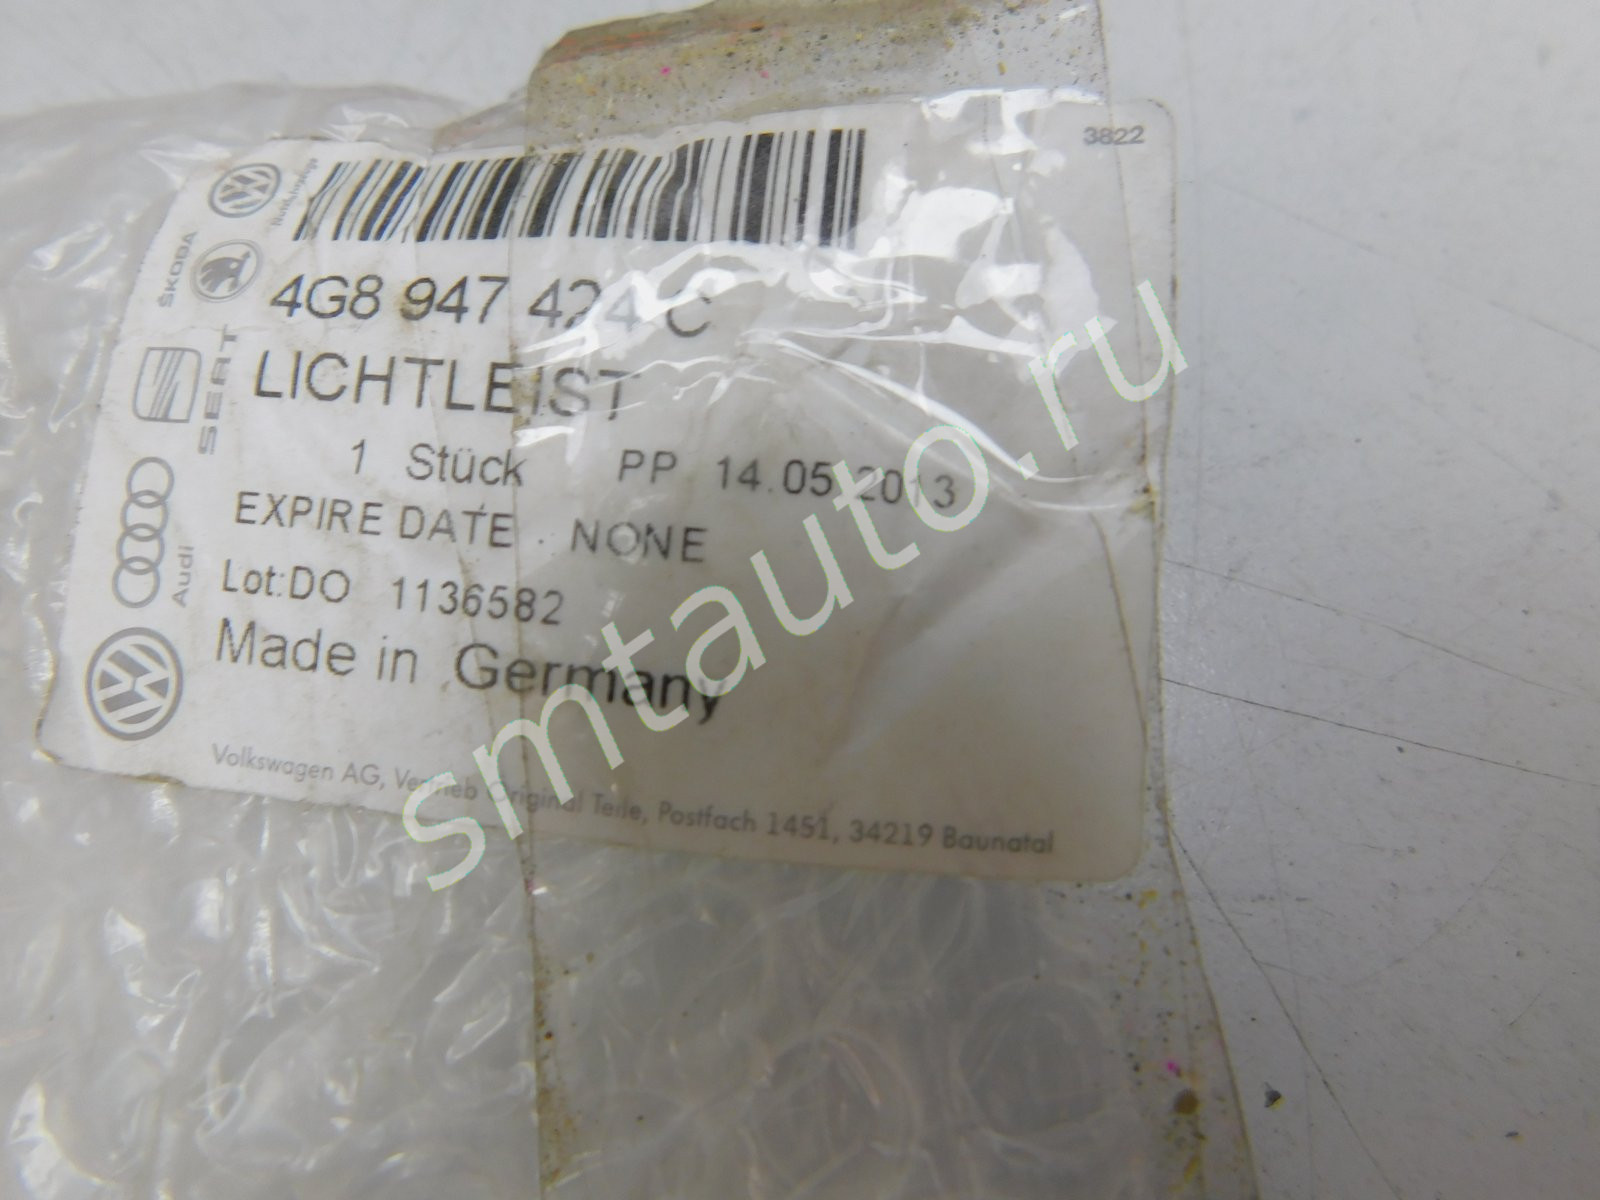 3822
Nutzfahrzeuge
ŠKODA
SEAT
Audi
4G8 947 424 C
LICHTLEIST
1 Stück PP 14.05.2013
EXPIRE DATE : NONE
Lot:DO 1136582
Made in Germany
Volkswagen AG, Vertrieb Original Teile, Postfach 1451, 34219 Baunatal
smtauto.ru